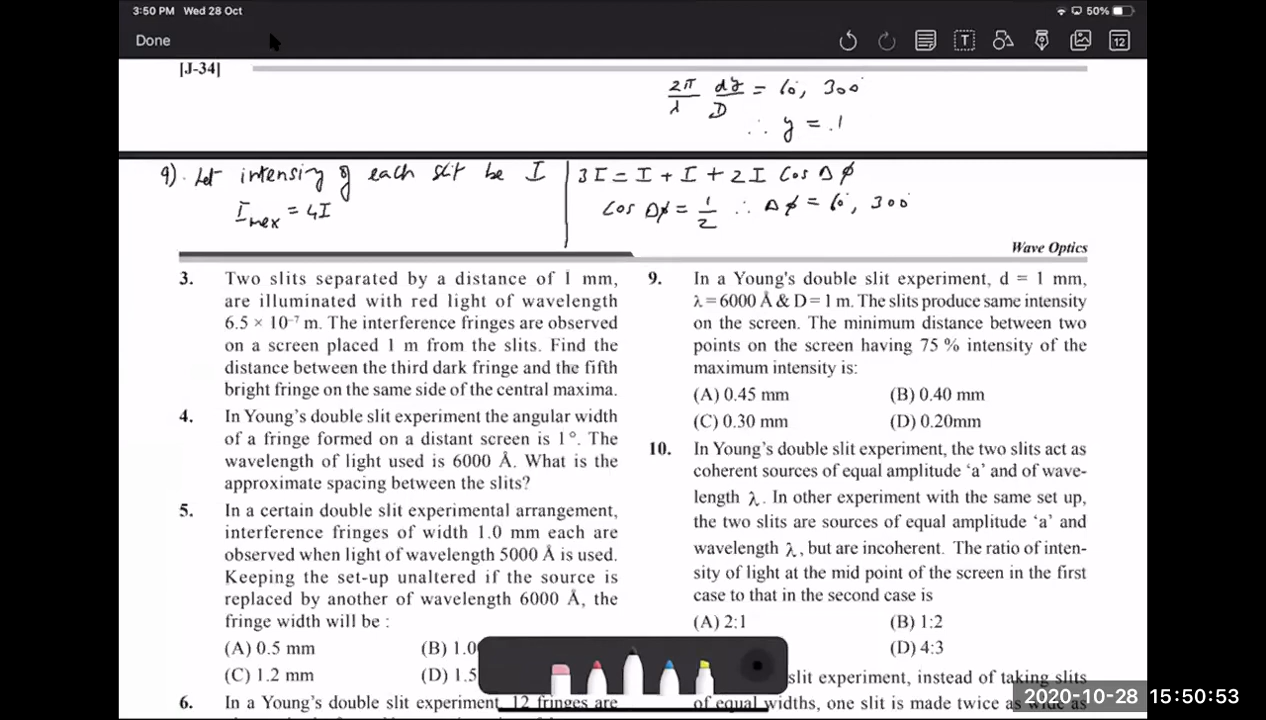 3:50 PM Wed 28 Oct
50%
Done
T
12
[J-34]
2π/λ dy/D = 60°, 300°
∴ y = .1
9). Let intensing of each slit be I
I max = 4I
3I = I + I + 2I cos Δφ
cos Δφ = 1/2 ∴ Δφ = 60°, 300°
Wave Optics
3. Two slits separated by a distance of 1 mm,
are illuminated with red light of wavelength
6.5 × 10⁻⁷ m. The interference fringes are observed
on a screen placed 1 m from the slits. Find the
distance between the third dark fringe and the fifth
bright fringe on the same side of the central maxima.
4. In Young's double slit experiment the angular width
of a fringe formed on a distant screen is 1°. The
wavelength of light used is 6000 Å. What is the
approximate spacing between the slits?
5. In a certain double slit experimental arrangement,
interference fringes of width 1.0 mm each are
observed when light of wavelength 5000 Å is used.
Keeping the set-up unaltered if the source is
replaced by another of wavelength 6000 Å, the
fringe width will be :
(A) 0.5 mm (B) 1.0
(C) 1.2 mm (D) 1.5
6. In a Young's double slit experiment, 12 fringes are
9. In a Young's double slit experiment, d = 1 mm,
λ = 6000 Å & D = 1 m. The slits produce same intensity
on the screen. The minimum distance between two
points on the screen having 75 % intensity of the
maximum intensity is:
(A) 0.45 mm (B) 0.40 mm
(C) 0.30 mm (D) 0.20mm
10. In Young's double slit experiment, the two slits act as
coherent sources of equal amplitude 'a' and of wave-
length λ. In other experiment with the same set up,
the two slits are sources of equal amplitude 'a' and
wavelength λ, but are incoherent. The ratio of inten-
sity of light at the mid point of the screen in the first
case to that in the second case is
(A) 2:1 (B) 1:2
(D) 4:3
slit experiment, instead of taking slits
of equal widths, one slit is made twice as wide as
2020-10-28 15:50:53